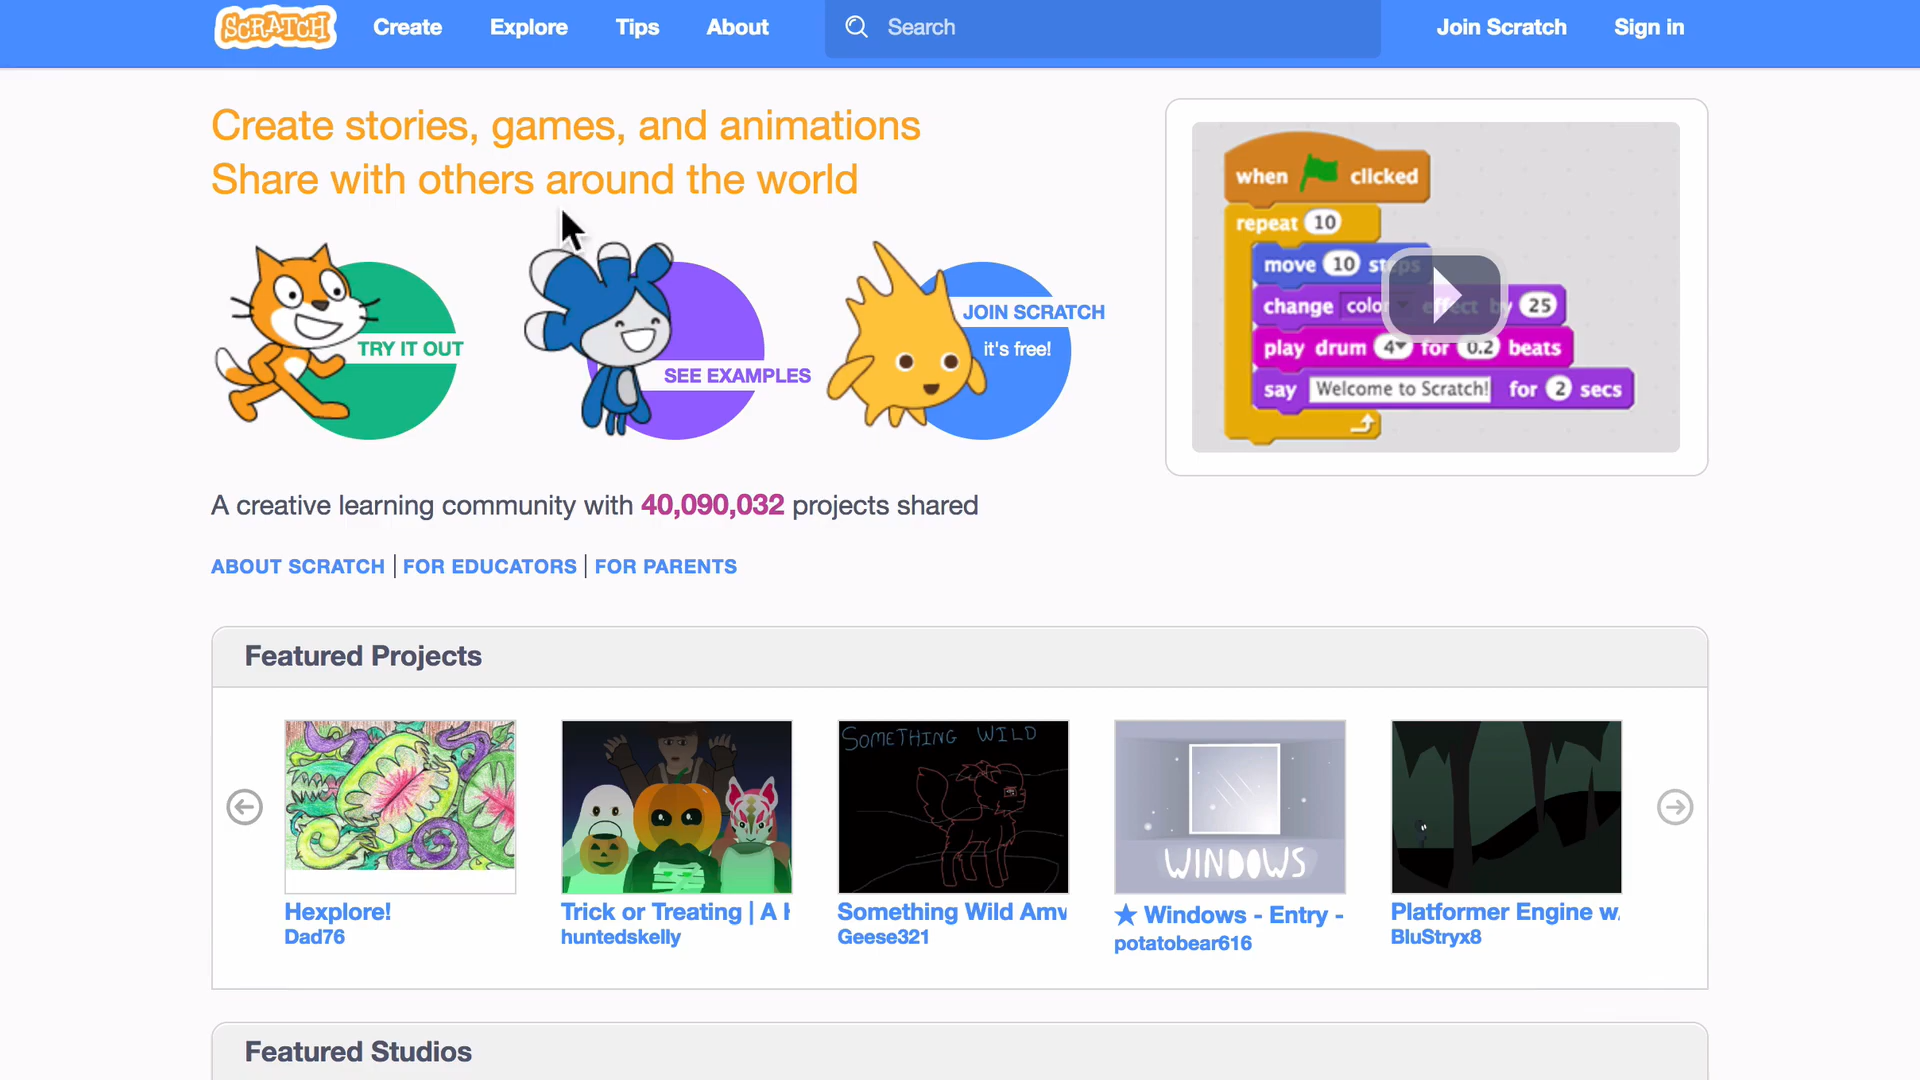 SCRATCH
Create
Explore
Tips
About
Search
Join Scratch
Sign in
Create stories, games, and animations
Share with others around the world
TRY IT OUT
SEE EXAMPLES
JOIN SCRATCH
it's free!
when clicked
repeat 10
move 10 steps
change color effect by 25
play drum 4 for 0.2 beats
say Welcome to Scratch! for 2 secs
A creative learning community with 40,090,032 projects shared
ABOUT SCRATCH | FOR EDUCATORS | FOR PARENTS
Featured Projects
SOMETHING WILD
WINDOWS
Hexplore!
Dad76
Trick or Treating | A
huntedskelly
Something Wild Amv
Geese321
★ Windows - Entry -
potatobear616
Platformer Engine w
BluStryx8
Featured Studios